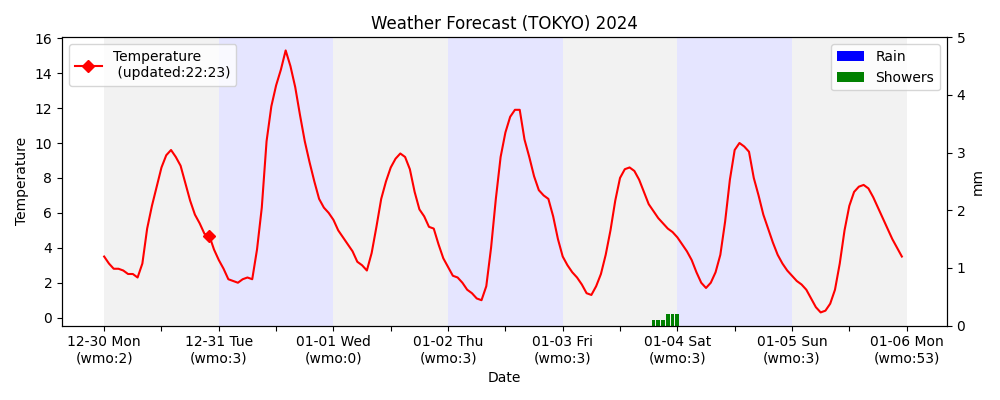 Weather Forecast (TOKYO) 2024
Temperature
(updated:22:23)
Rain
Showers
16
14
12
10
8
6
4
2
0
Temperature
5
4
3
2
1
0
mm
12-30 Mon 12-31 Tue 01-01 Wed 01-02 Thu 01-03 Fri 01-04 Sat 01-05 Sun 01-06 Mon
(wmo:2) (wmo:3) (wmo:0) (wmo:3) (wmo:3) (wmo:3) (wmo:3) (wmo:53)
Date